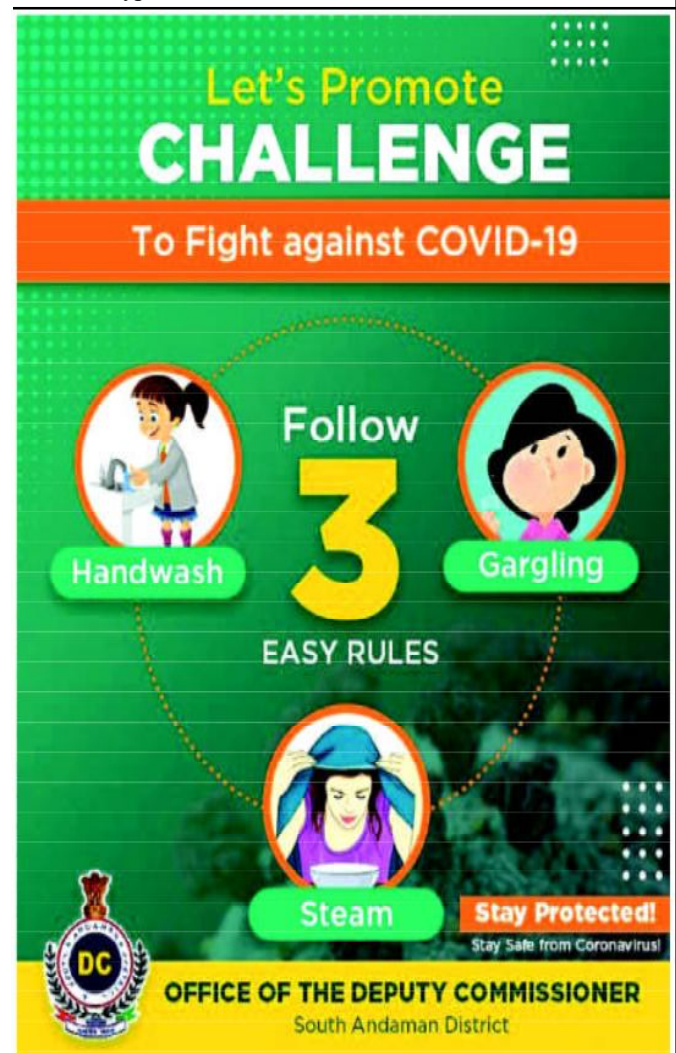 Let's Promote
CHALLENGE
To Fight against COVID-19
Follow
3
EASY RULES
Handwash
Gargling
Steam
Stay Protected!
Stay Safe from Coronavirus!
DC
OFFICE OF THE DEPUTY COMMISSIONER
South Andaman District